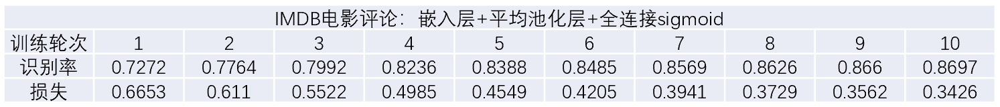 IMDB电影评论：嵌入层+平均池化层+全连接sigmoid
训练轮次 1 2 3 4 5 6 7 8 9 10
识别率 0.7272 0.7764 0.7992 0.8236 0.8388 0.8485 0.8569 0.8626 0.866 0.8697
损失 0.6653 0.611 0.5522 0.4985 0.4549 0.4205 0.3941 0.3729 0.3562 0.3426